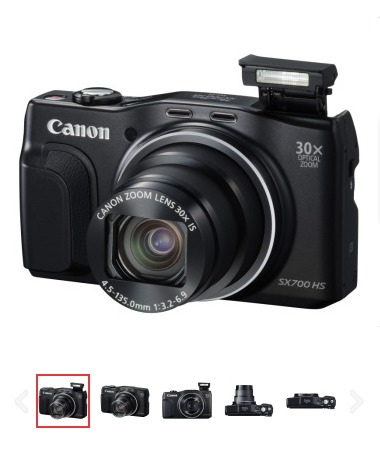 Canon
30x
OPTICAL
ZOOM
CANON ZOOM LENS 30x IS
4.5-135.0mm 1:3.2-6.9
SX700 HS